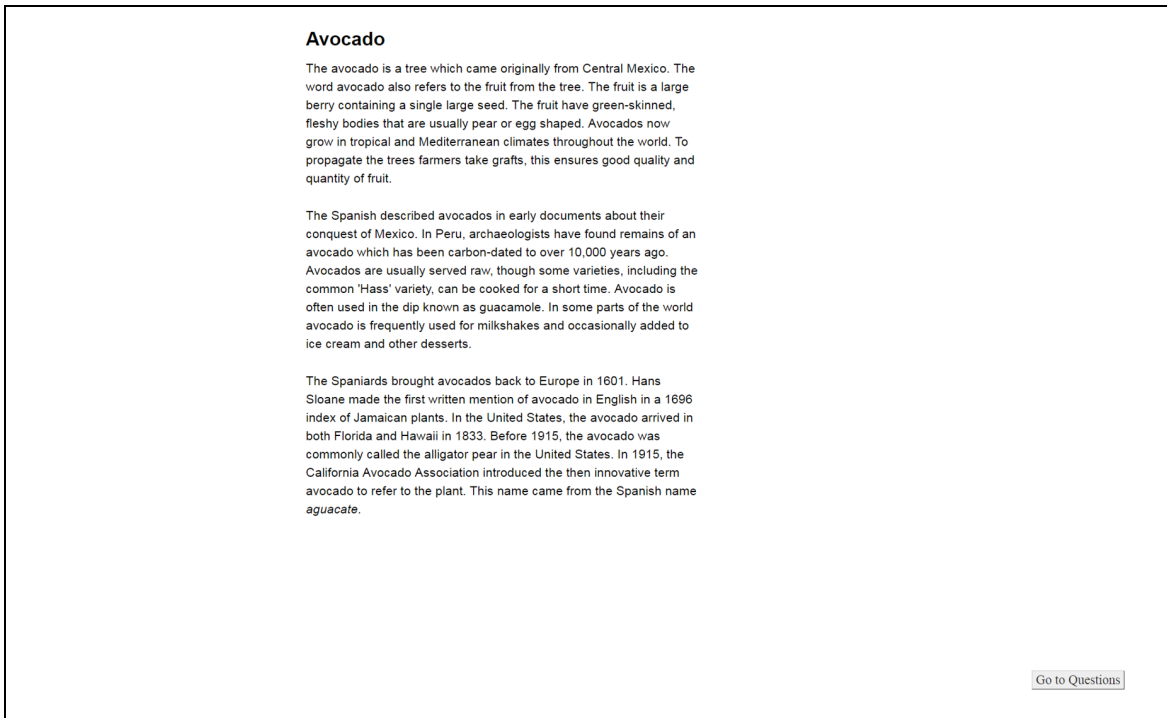 Avocado
The avocado is a tree which came originally from Central Mexico. The
word avocado also refers to the fruit from the tree. The fruit is a large
berry containing a single large seed. The fruit have green-skinned,
fleshy bodies that are usually pear or egg shaped. Avocados now
grow in tropical and Mediterranean climates throughout the world. To
propagate the trees farmers take grafts, this ensures good quality and
quantity of fruit.
The Spanish described avocados in early documents about their
conquest of Mexico. In Peru, archaeologists have found remains of an
avocado which has been carbon-dated to over 10,000 years ago.
Avocados are usually served raw, though some varieties, including the
common 'Hass' variety, can be cooked for a short time. Avocado is
often used in the dip known as guacamole. In some parts of the world
avocado is frequently used for milkshakes and occasionally added to
ice cream and other desserts.
The Spaniards brought avocados back to Europe in 1601. Hans
Sloane made the first written mention of avocado in English in a 1696
index of Jamaican plants. In the United States, the avocado arrived in
both Florida and Hawaii in 1833. Before 1915, the avocado was
commonly called the alligator pear in the United States. In 1915, the
California Avocado Association introduced the then innovative term
avocado to refer to the plant. This name came from the Spanish name
aguacate.
Go to Questions